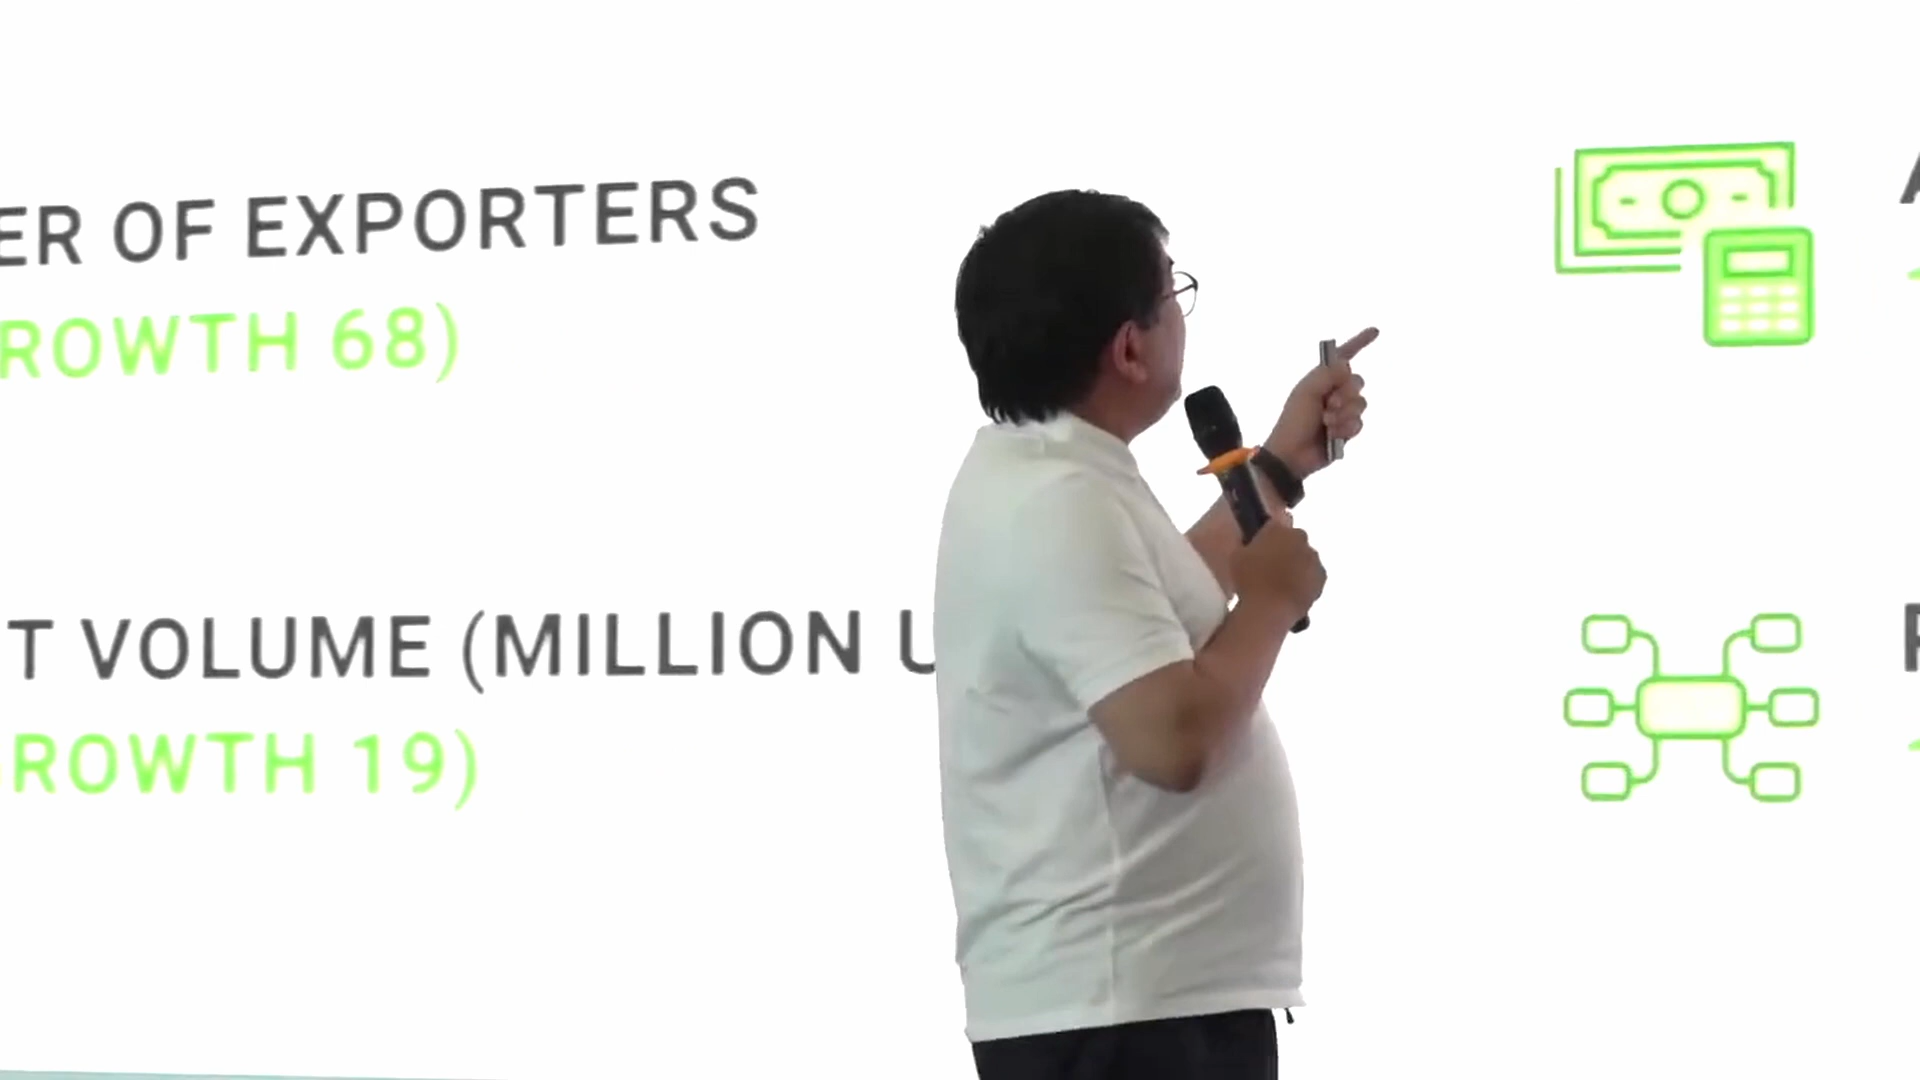 ER OF EXPORTERS
ROWTH 68)
T VOLUME (MILLION U
ROWTH 19)